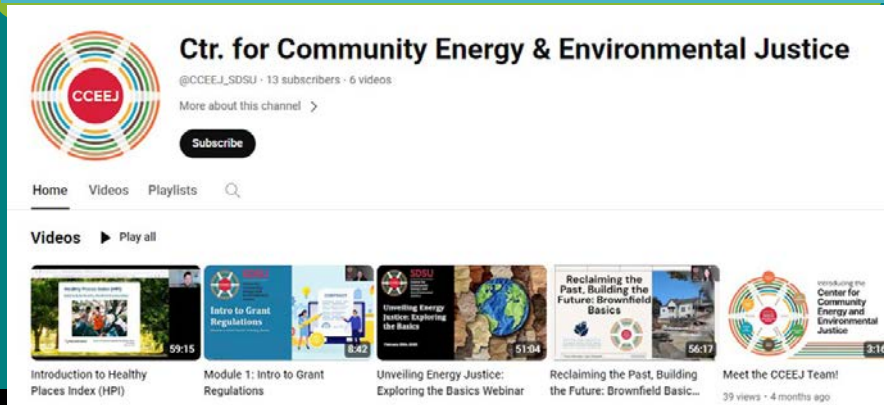 CCEEJ
Ctr. for Community Energy & Environmental Justice
@CCEEJ_SDSU · 13 subscribers · 6 videos
More about this channel >
Subscribe
Home Videos Playlists
Videos ▶ Play all
Healthy Places Index (HPI)
59:15
SDSU
Intro to Grant
Regulations
CONTRACT
8:42
SDSU
Unveiling Energy
Justice: Exploring
the Basics
51:04
Reclaiming the
Past, Building the
Future: Brownfield
Basics
56:17
Introducing the
Center for
Community
Energy and
Environmental
Justice
3:16
Introduction to Healthy
Places Index (HPI)
Module 1: Intro to Grant
Regulations
Unveiling Energy Justice:
Exploring the Basics Webinar
Reclaiming the Past, Building
the Future: Brownfield Basic...
Meet the CCEEJ Team!
39 views · 4 months ago